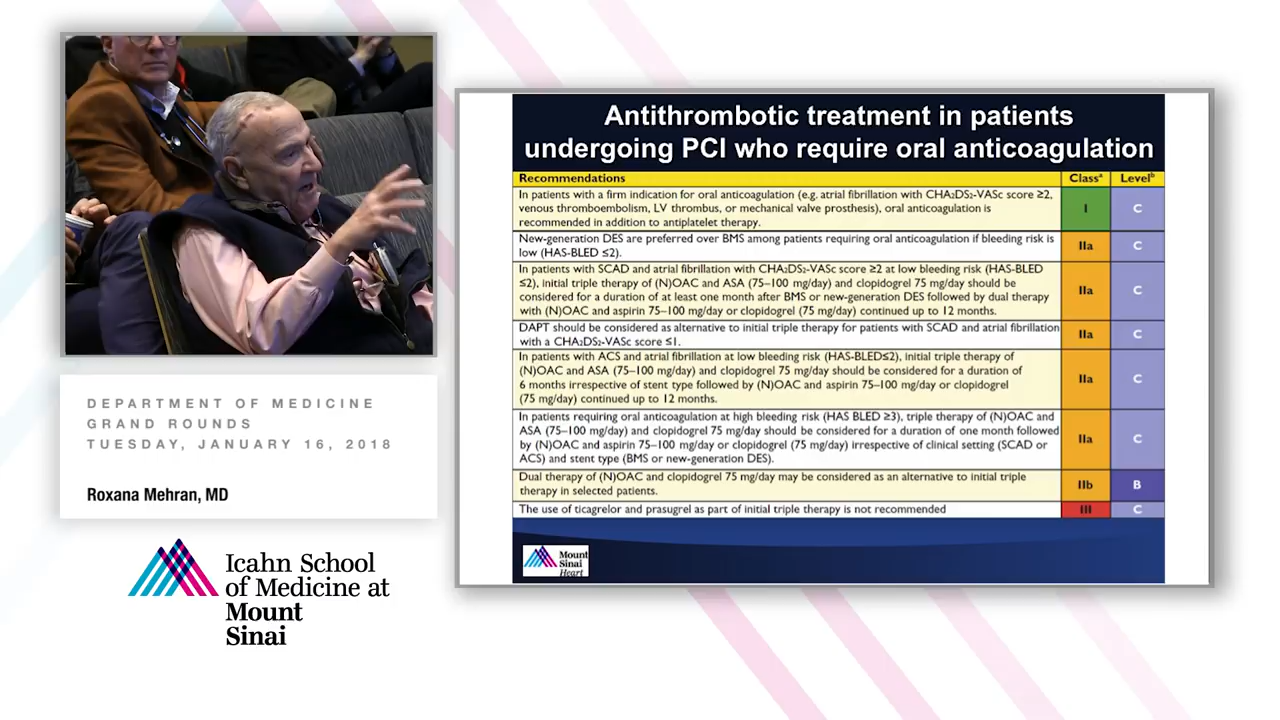 Antithrombotic treatment in patients
undergoing PCI who require oral anticoagulation
Recommendations Classᵃ Levelᵇ
In patients with a firm indication for oral anticoagulation (e.g. atrial fibrillation with CHA₂DS₂-VASc score ≥2,
venous thromboembolism, LV thrombus, or mechanical valve prosthesis), oral anticoagulation is
recommended in addition to antiplatelet therapy.
I C
New-generation DES are preferred over BMS among patients requiring oral anticoagulation if bleeding risk is
low (HAS-BLED ≤2).
IIa C
In patients with SCAD and atrial fibrillation with CHA₂DS₂-VASc score ≥2 at low bleeding risk (HAS-BLED
≤2), initial triple therapy of (N)OAC and ASA (75–100 mg/day) and clopidogrel 75 mg/day should be
considered for a duration of at least one month after BMS or new-generation DES followed by dual therapy
with (N)OAC and aspirin 75–100 mg/day or clopidogrel (75 mg/day) continued up to 12 months.
IIa C
DAPT should be considered as alternative to initial triple therapy for patients with SCAD and atrial fibrillation
with a CHA₂DS₂-VASc score ≤1.
IIa C
In patients with ACS and atrial fibrillation at low bleeding risk (HAS-BLED≤2), initial triple therapy of
(N)OAC and ASA (75–100 mg/day) and clopidogrel 75 mg/day should be considered for a duration of
6 months irrespective of stent type followed by (N)OAC and aspirin 75-100 mg/day or clopidogrel
(75 mg/day) continued up to 12 months.
IIa C
In patients requiring oral anticoagulation at high bleeding risk (HAS BLED ≥3), triple therapy of (N)OAC and
ASA (75–100 mg/day) and clopidogrel 75 mg/day should be considered for a duration of one month followed
by (N)OAC and aspirin 75–100 mg/day or clopidogrel (75 mg/day) irrespective of clinical setting (SCAD or
ACS) and stent type (BMS or new-generation DES).
IIa C
Dual therapy of (N)OAC and clopidogrel 75 mg/day may be considered as an alternative to initial triple
therapy in selected patients.
IIb B
The use of ticagrelor and prasugrel as part of initial triple therapy is not recommended
III C
Mount
Sinai
Heart
DEPARTMENT OF MEDICINE
GRAND ROUNDS
TUESDAY, JANUARY 16, 2018
Roxana Mehran, MD
Icahn School
of Medicine at
Mount
Sinai